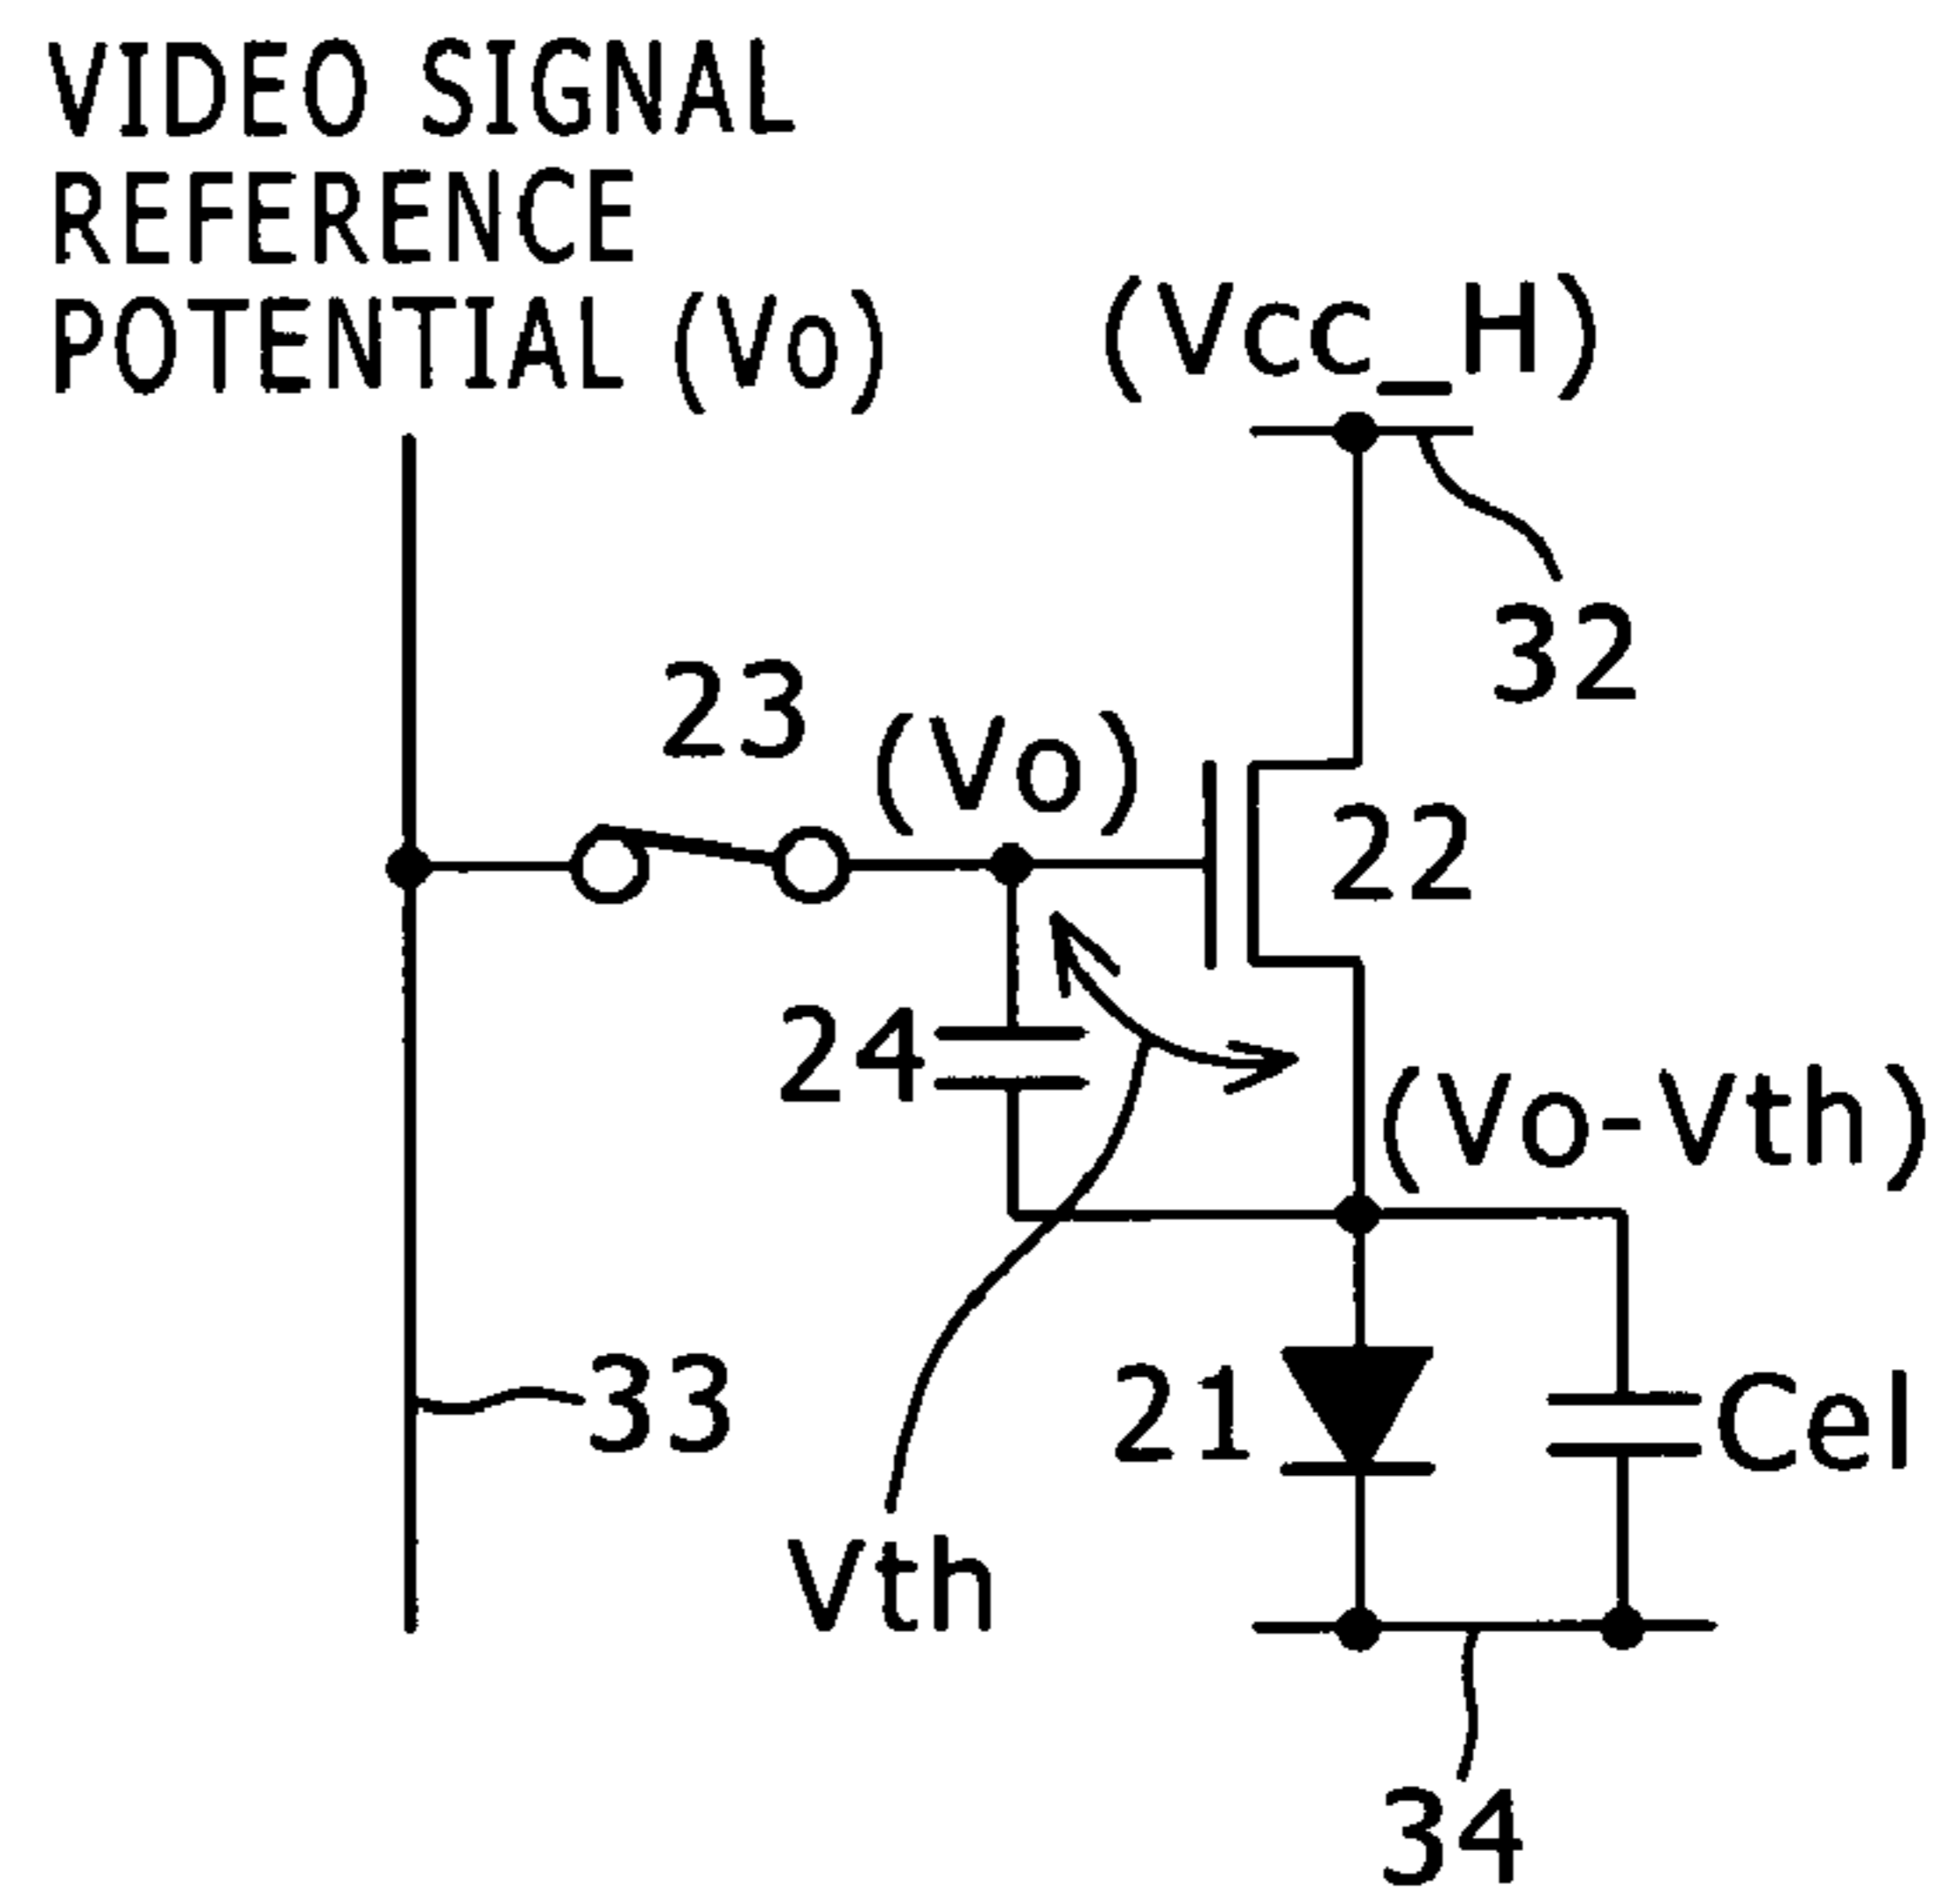 VIDEO SIGNAL
REFERENCE
POTENTIAL (Vo)
(Vcc_H)
32
23
(Vo)
22
24
(Vo-Vth)
33
21
Cel
Vth
34